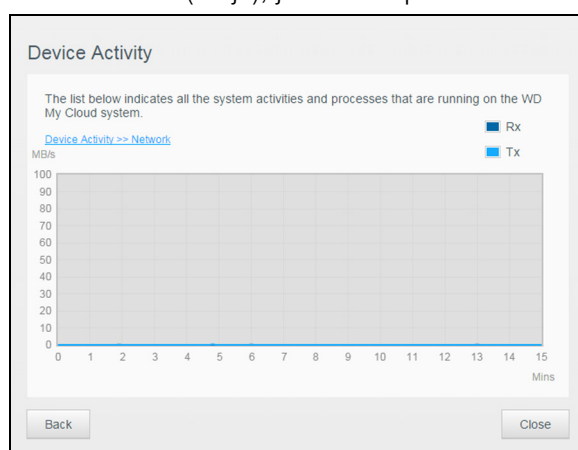 Device Activity
The list below indicates all the system activities and processes that are running on the WD
My Cloud system.
Rx
Device Activity >> Network
Tx
MB/s
100
90
80
70
60
50
40
30
20
10
0
0 1 2 3 4 5 6 7 8 9 10 11 12 13 14 15
Mins
Back Close